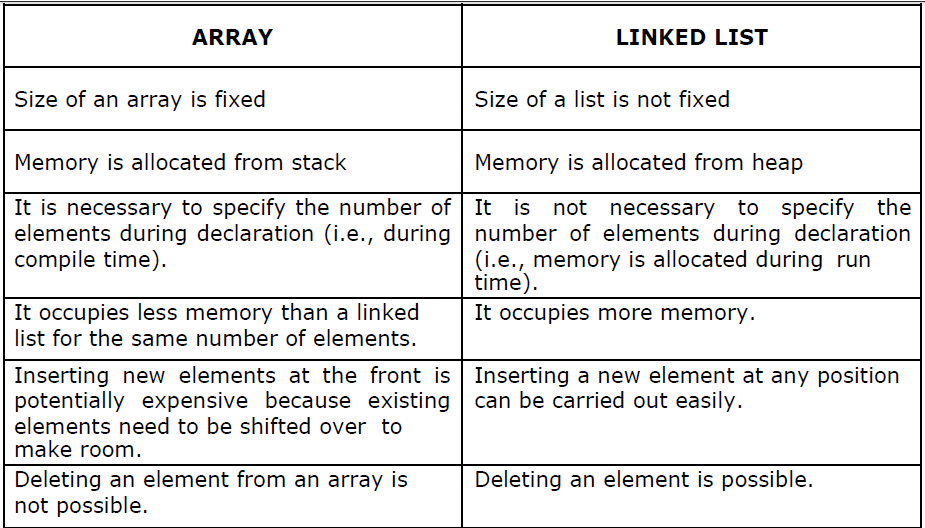 ARRAY
LINKED LIST
Size of an array is fixed
Size of a list is not fixed
Memory is allocated from stack
Memory is allocated from heap
It is necessary to specify the number of
elements during declaration (i.e., during
compile time).
It is not necessary to specify the
number of elements during declaration
(i.e., memory is allocated during run
time).
It occupies less memory than a linked
list for the same number of elements.
It occupies more memory.
Inserting new elements at the front is
potentially expensive because existing
elements need to be shifted over to
make room.
Inserting a new element at any position
can be carried out easily.
Deleting an element from an array is
not possible.
Deleting an element is possible.